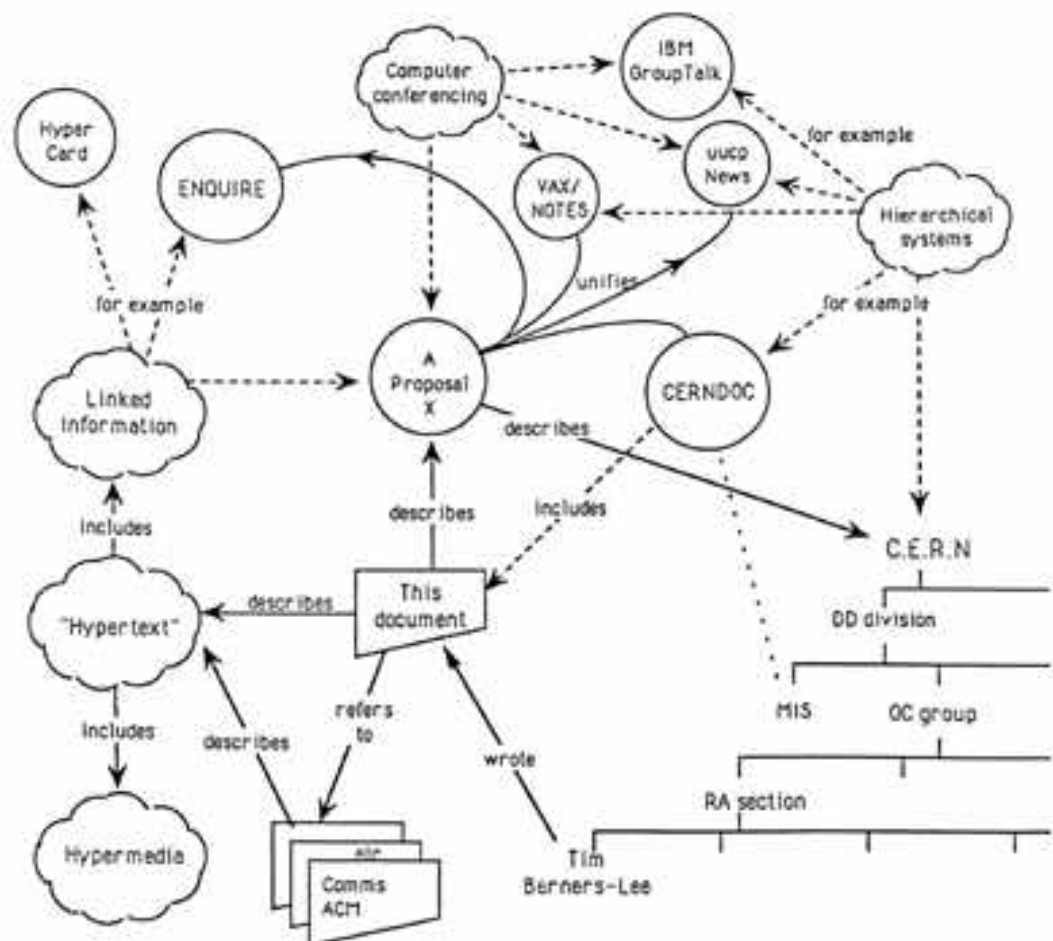 IBM
GroupTalk
Computer
conferencing
Hyper
Card
for example
uucp
News
ENQUIRE
VAX/
NOTES
Hierarchical
systems
unifies
for example
for example
A
Proposal
X
CERNDOC
Linked
information
describes
includes
describes
includes
C.E.R.N
This
document
describes
"Hypertext"
DD division
refers
to
MIS
OC group
includes
describes
wrote
RA section
Hypermedia
Comms
ACM
Tim
Berners-Lee